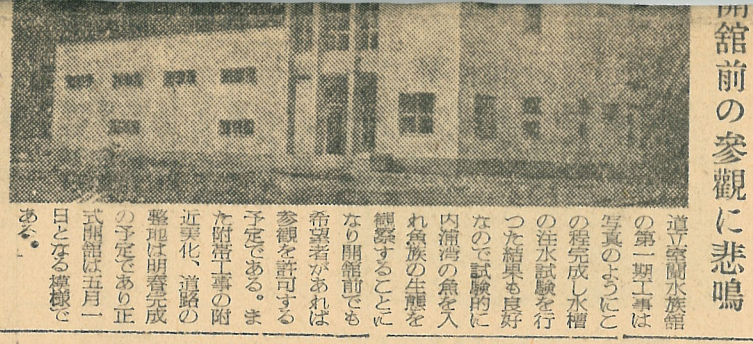 開舘前の参觀に悲鳴
道立室蘭水族館
の第一期工事は
写真のようにこ
の程完成し水槽
の注水試験を行
つた結果も良好
なので試験的に
内浦湾の魚を入
れ魚族の生態を
観察することに
なり開館前でも
希望者があれば
参観を許可する
予定である。ま
た附帯工事の附
近美化、道路の
整地は明春完成
の予定であり正
式開館は五月一
日となる模様で
ある。